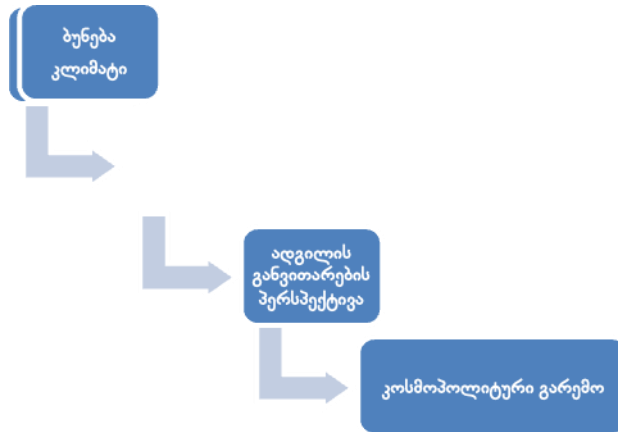 ბუნება
კლიმატი
ადგილის
განვითარების
პერსპექტივა
კოსმოპოლიტური გარემო